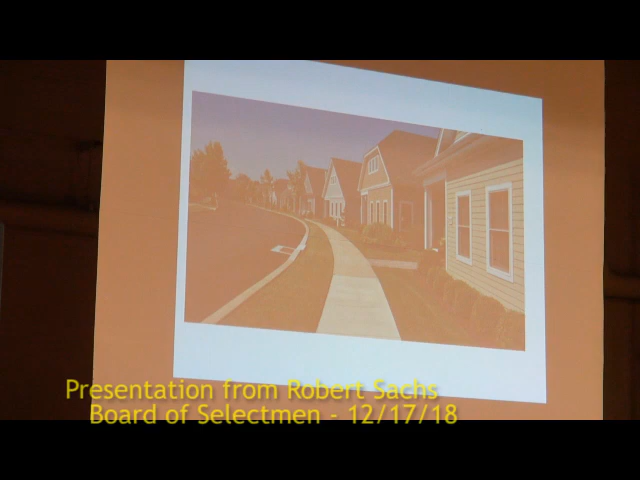 Presentation from Robert Sachs
Board of Selectmen - 12/17/18